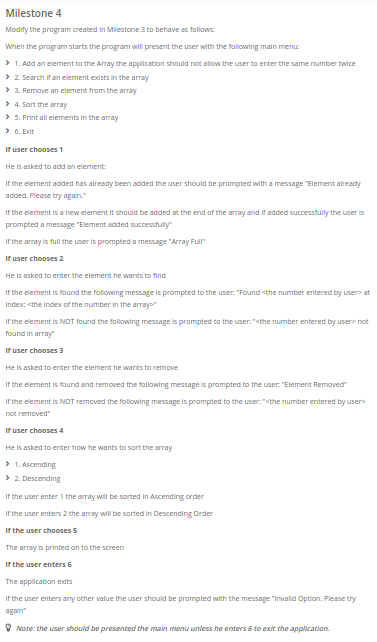 Milestone 4
Modify the program created in Milestone 3 to behave as follows:
When the program starts the program will present the user with the following main menu:
1. Add an element to the Array the application should not allow the user to enter the same number twice
2. Search if an element exists in the array
3. Remove an element from the array
4. Sort the array
5. Print all elements in the array
6. Exit
If user chooses 1
He is asked to add an element:
If the element added has already been added the user should be prompted with a message "Element already
added. Please try again."
If the element is a new element it should be added at the end of the array and if added successfully the user is
prompted a message "Element added successfully"
If the array is full the user is prompted a message "Array Full"
If user chooses 2
He is asked to enter the element he wants to find
If the element is found the following message is prompted to the user: "Found <the number entered by user> at
index: <the index of the number in the array>"
If the element is NOT found the following message is prompted to the user: "<the number entered by user> not
found in array"
If user chooses 3
He is asked to enter the element he wants to remove
If the element is found and removed the following message is prompted to the user: "Element Removed"
If the element is NOT removed the following message is prompted to the user: "<the number entered by user>
not removed"
If user chooses 4
He is asked to enter how he wants to sort the array
1. Ascending
2. Descending
If the user enter 1 the array will be sorted in Ascending order
If the user enters 2 the array will be sorted in Descending Order
If the user chooses 5
The array is printed on to the screen
If the user enters 6
The application exits
If the user enters any other value the user should be prompted with the message "Invalid Option. Please try
again"
Note: the user should be presented the main menu unless he enters 6 to exit the application.